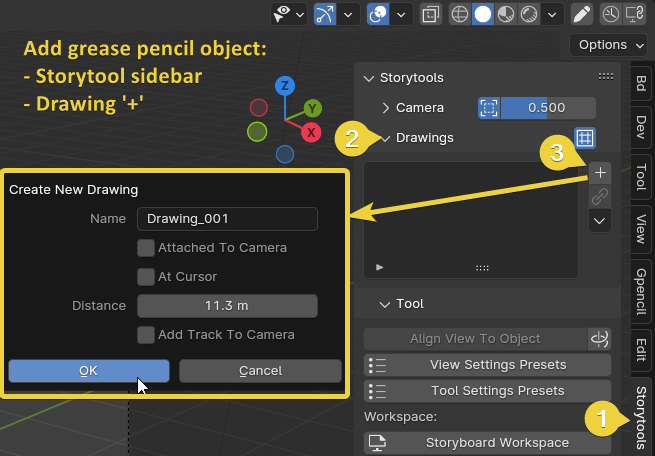 Options
Add grease pencil object:
- Storytool sidebar
- Drawing '+'
Z
Y
X
Storytools
Camera
0.500
2
Drawings
3
Create New Drawing
Name
Drawing_001
Attached To Camera
At Cursor
Distance
11.3 m
Add Track To Camera
OK
Cancel
Tool
Align View To Object
View Settings Presets
Tool Settings Presets
Workspace:
Storyboard Workspace
1
Bd
Dev
Tool
View
Gpencil
Edit
Storytools